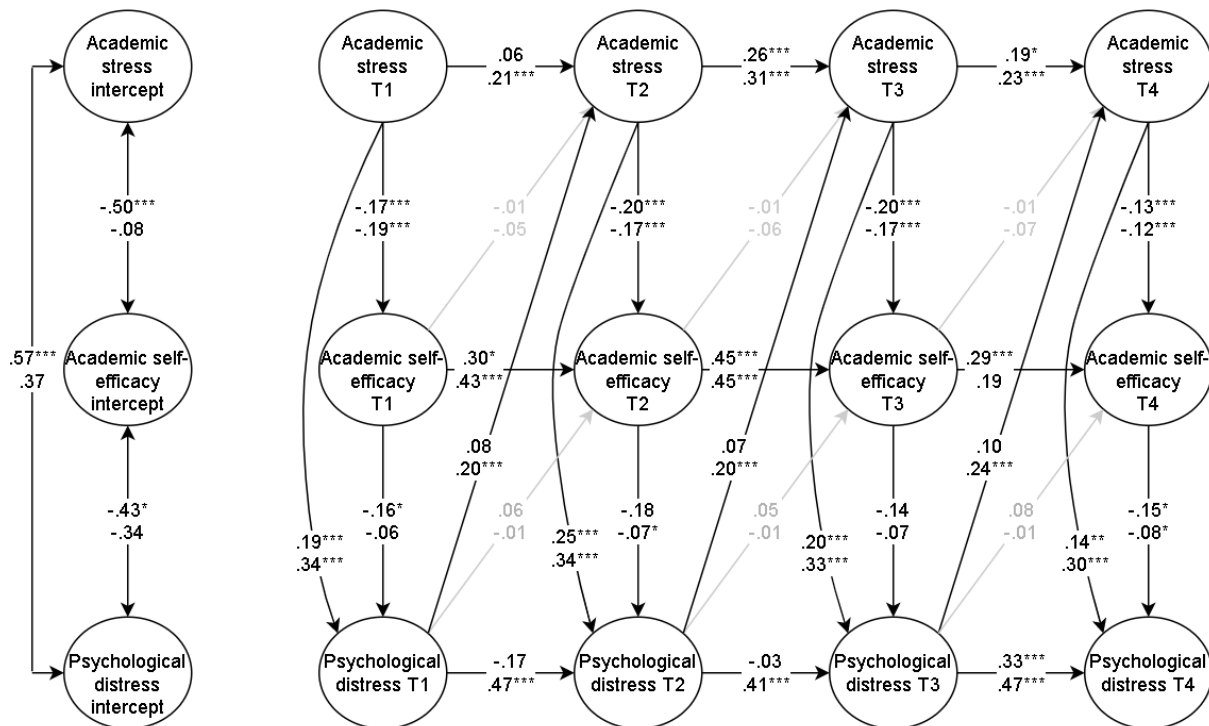 Academic
stress
intercept
Academic
stress
T1
.06
.21***
Academic
stress
T2
.26***
.31***
Academic
stress
T3
.19*
.23***
Academic
stress
T4
-.50***
-.08
-.17***
-.19***
-.01
-.05
-.20***
-.17***
-.01
-.06
-.20***
-.17***
-.01
-.07
-.13***
-.12***
.57***
.37
Academic self-
efficacy
intercept
Academic self-
efficacy
T1
.30*
.43***
Academic self-
efficacy
T2
.45***
.45***
Academic self-
efficacy
T3
.29***
.19
Academic self-
efficacy
T4
-.43*
-.34
.19***
.34***
-.16*
-.06
.08
.20***
.06
-.01
.25***
.34***
-.18
-.07*
.07
.20***
.05
-.01
.20***
.33***
-.14
-.07
.10
.24***
.08
-.01
.14**
.30***
-.15*
-.08*
Psychological
distress
intercept
Psychological
distress T1
-.17
.47***
Psychological
distress T2
-.03
.41***
Psychological
distress T3
.33***
.47***
Psychological
distress T4